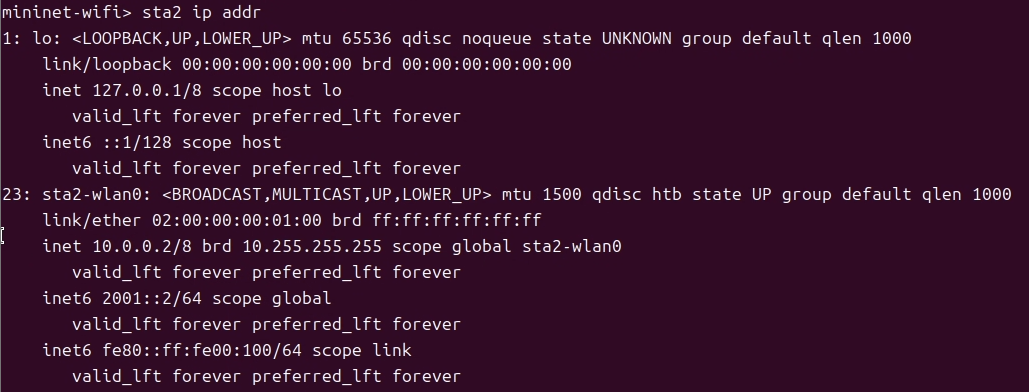 mininet-wifi> sta2 ip addr
1: lo: <LOOPBACK,UP,LOWER_UP> mtu 65536 qdisc noqueue state UNKNOWN group default qlen 1000
    link/loopback 00:00:00:00:00:00 brd 00:00:00:00:00:00
    inet 127.0.0.1/8 scope host lo
       valid_lft forever preferred_lft forever
    inet6 ::1/128 scope host
       valid_lft forever preferred_lft forever
23: sta2-wlan0: <BROADCAST,MULTICAST,UP,LOWER_UP> mtu 1500 qdisc htb state UP group default qlen 1000
    link/ether 02:00:00:00:01:00 brd ff:ff:ff:ff:ff:ff
    inet 10.0.0.2/8 brd 10.255.255.255 scope global sta2-wlan0
       valid_lft forever preferred_lft forever
    inet6 2001::2/64 scope global
       valid_lft forever preferred_lft forever
    inet6 fe80::ff:fe00:100/64 scope link
       valid_lft forever preferred_lft forever